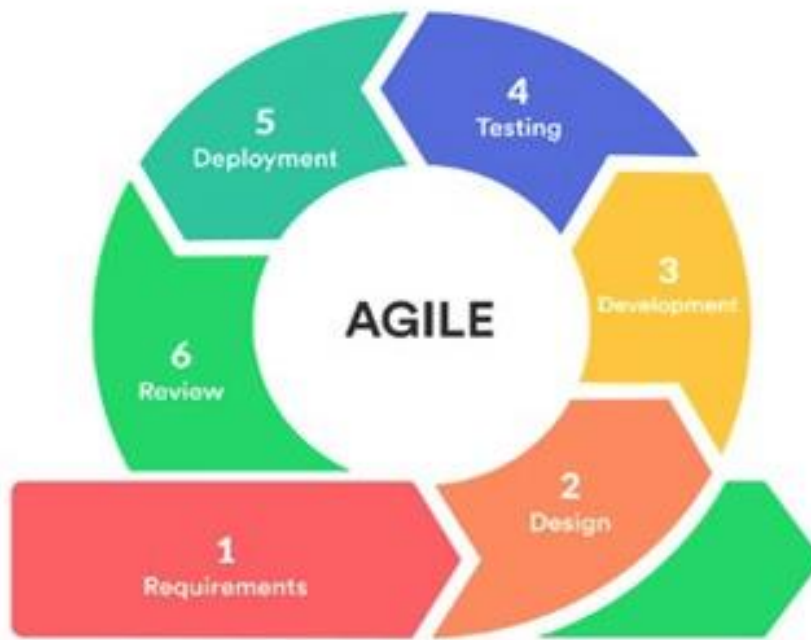 AGILE
1
Requirements
2
Design
3
Development
4
Testing
5
Deployment
6
Review